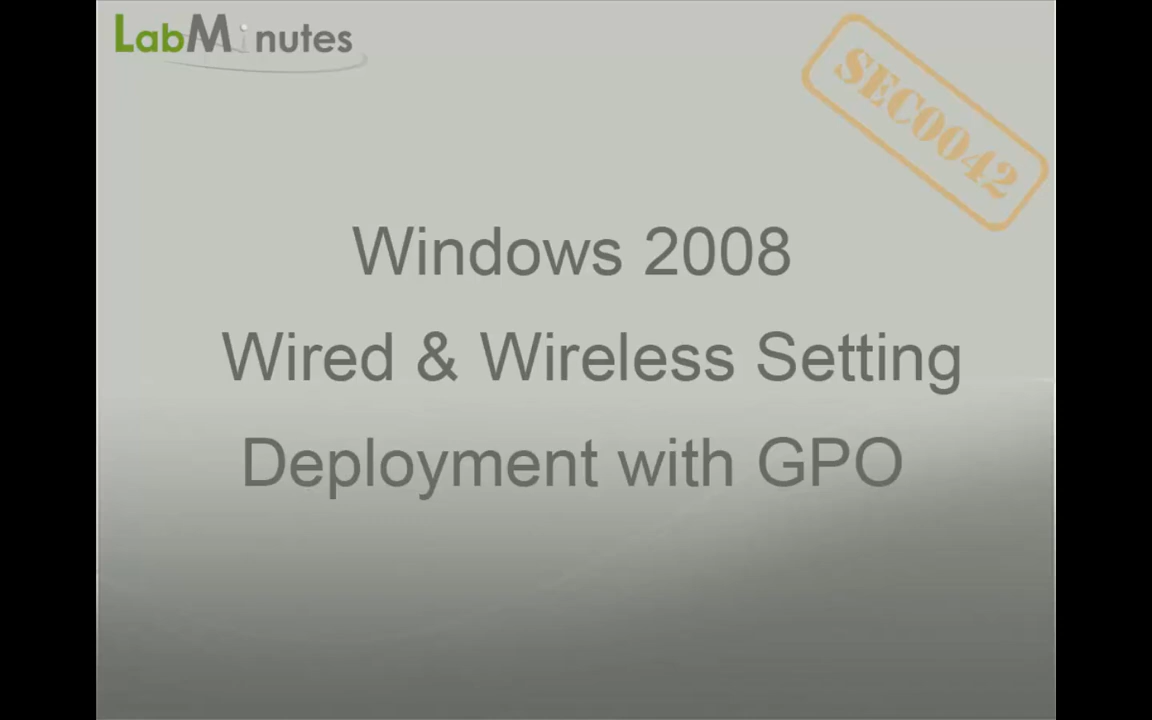 LabMinutes
SEC0042
Windows 2008
Wired & Wireless Setting
Deployment with GPO